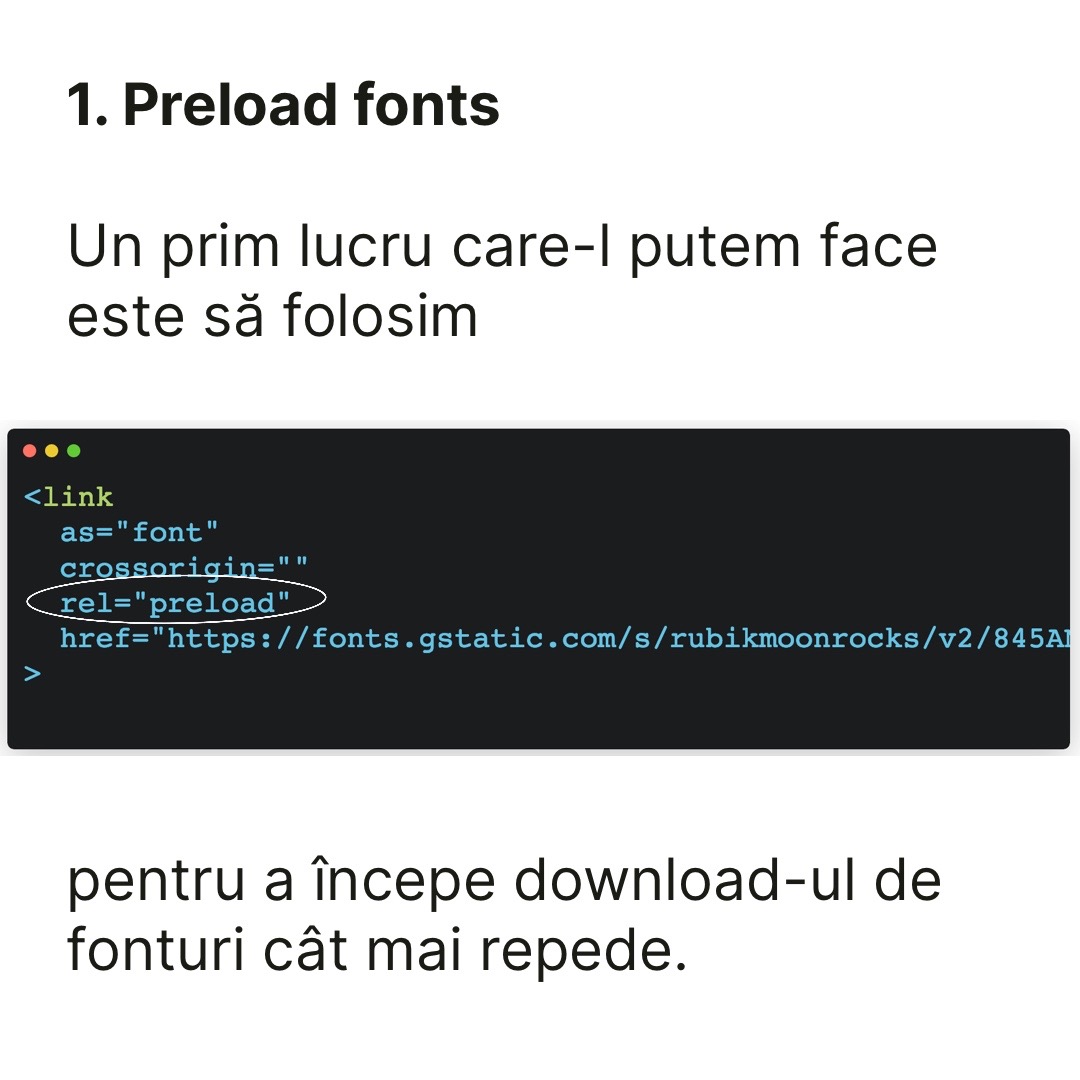 1. Preload fonts
Un prim lucru care-l putem face
este să folosim
<link
as="font"
crossorigin=""
rel="preload"
href="https://fonts.gstatic.com/s/rubikmoonrocks/v2/845A
>
pentru a începe download-ul de
fonturi cât mai repede.